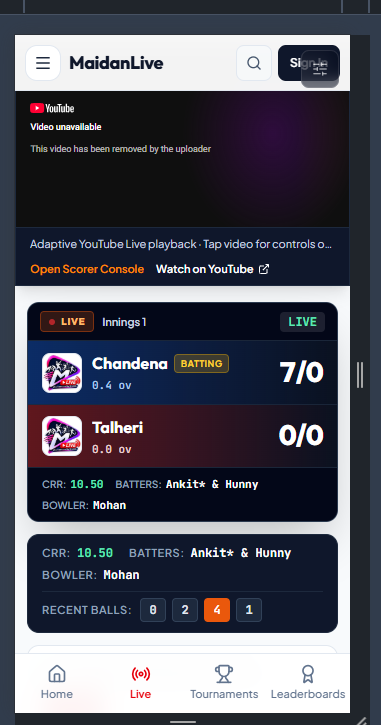 MaidanLive
Sign In
YouTube
Video unavailable
This video has been removed by the uploader
Adaptive YouTube Live playback · Tap video for controls o...
Open Scorer Console Watch on YouTube
LIVE Innings 1 LIVE
Chandena BATTING 7/0
0.4 ov
Talheri 0/0
0.0 ov
CRR: 10.50 BATTERS: Ankit* & Hunny
BOWLER: Mohan
CRR: 10.50 BATTERS: Ankit* & Hunny
BOWLER: Mohan
RECENT BALLS: 0 2 4 1
Home Live Tournaments Leaderboards